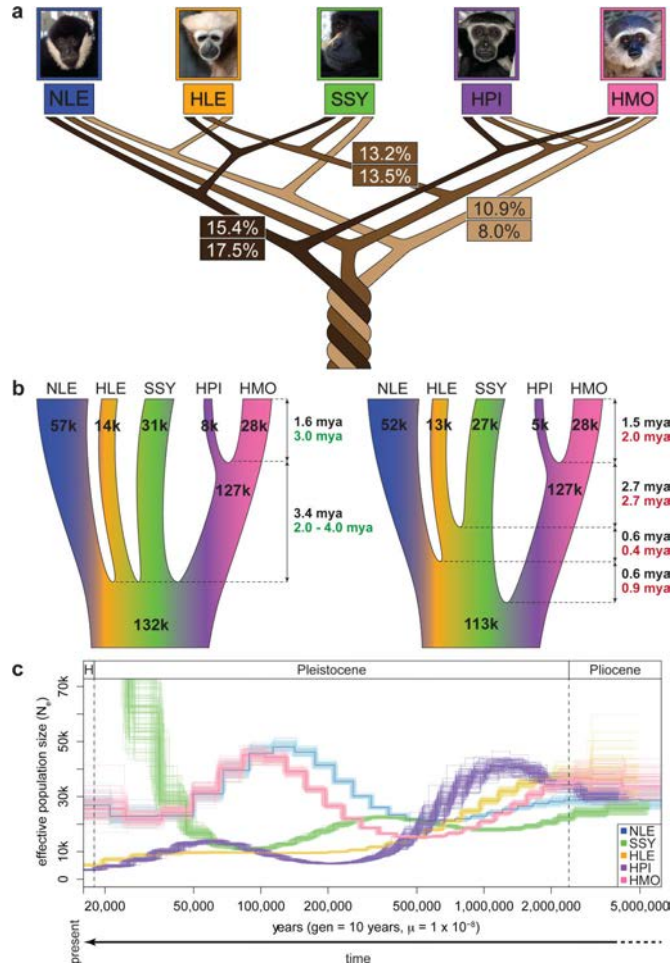 a
NLE HLE SSY HPI HMO
13.2%
13.5%
10.9%
8.0%
15.4%
17.5%
b
NLE HLE SSY HPI HMO
57k 14k 31k 8k 28k
127k
132k
1.6 mya
3.0 mya
3.4 mya
2.0 - 4.0 mya
NLE HLE SSY HPI HMO
52k 13k 27k 5k 28k
127k
113k
1.5 mya
2.0 mya
2.7 mya
2.7 mya
0.6 mya
0.4 mya
0.6 mya
0.9 mya
c
H Pleistocene Pliocene
effective population size (Nₑ)
70k
50k
30k
10k
0
NLE
SSY
HLE
HPI
HMO
20,000 50,000 100,000 200,000 500,000 1,000,000 2,000,000 5,000,000
years (gen = 10 years, μ = 1 x 10⁻⁸)
present
time